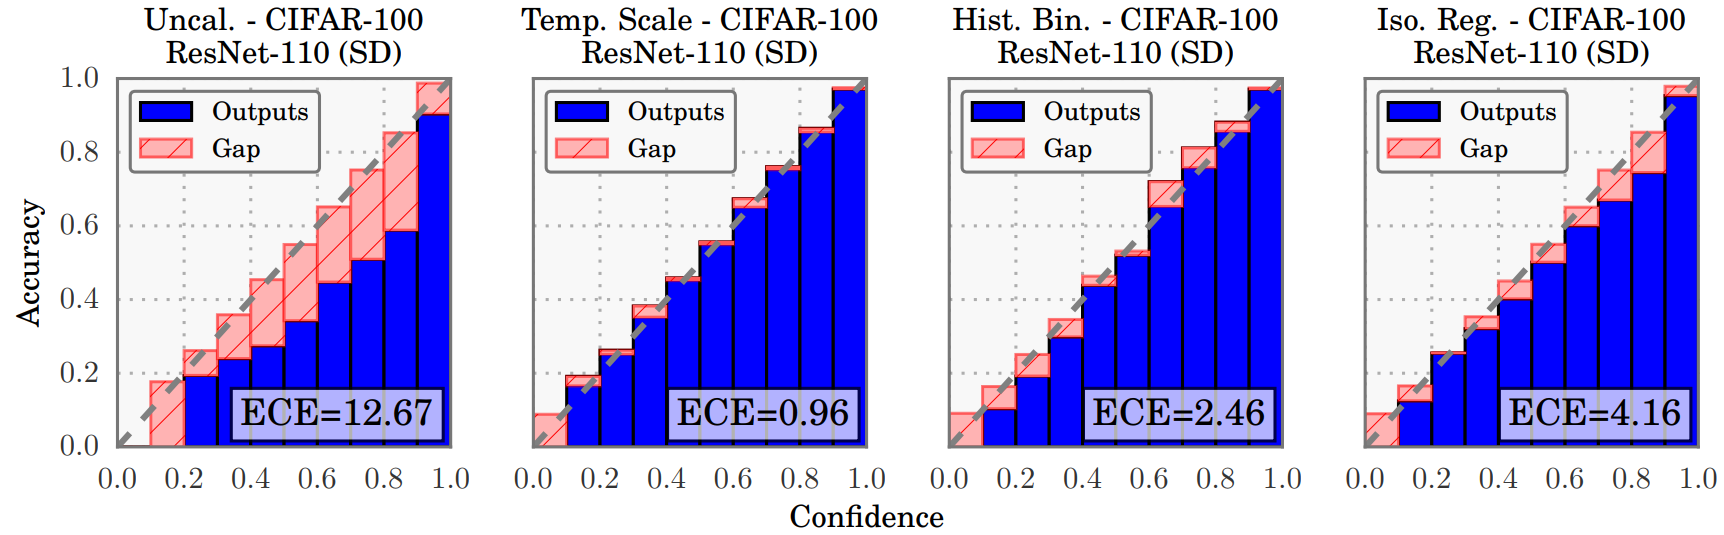 Uncal. - CIFAR-100
ResNet-110 (SD)
Temp. Scale - CIFAR-100
ResNet-110 (SD)
Hist. Bin. - CIFAR-100
ResNet-110 (SD)
Iso. Reg. - CIFAR-100
ResNet-110 (SD)
Accuracy
1.0
0.8
0.6
0.4
0.2
0.0
Outputs
Gap
ECE=12.67
0.0 0.2 0.4 0.6 0.8 1.0
Outputs
Gap
ECE=0.96
0.0 0.2 0.4 0.6 0.8 1.0
Outputs
Gap
ECE=2.46
0.0 0.2 0.4 0.6 0.8 1.0
Outputs
Gap
ECE=4.16
0.0 0.2 0.4 0.6 0.8 1.0
Confidence